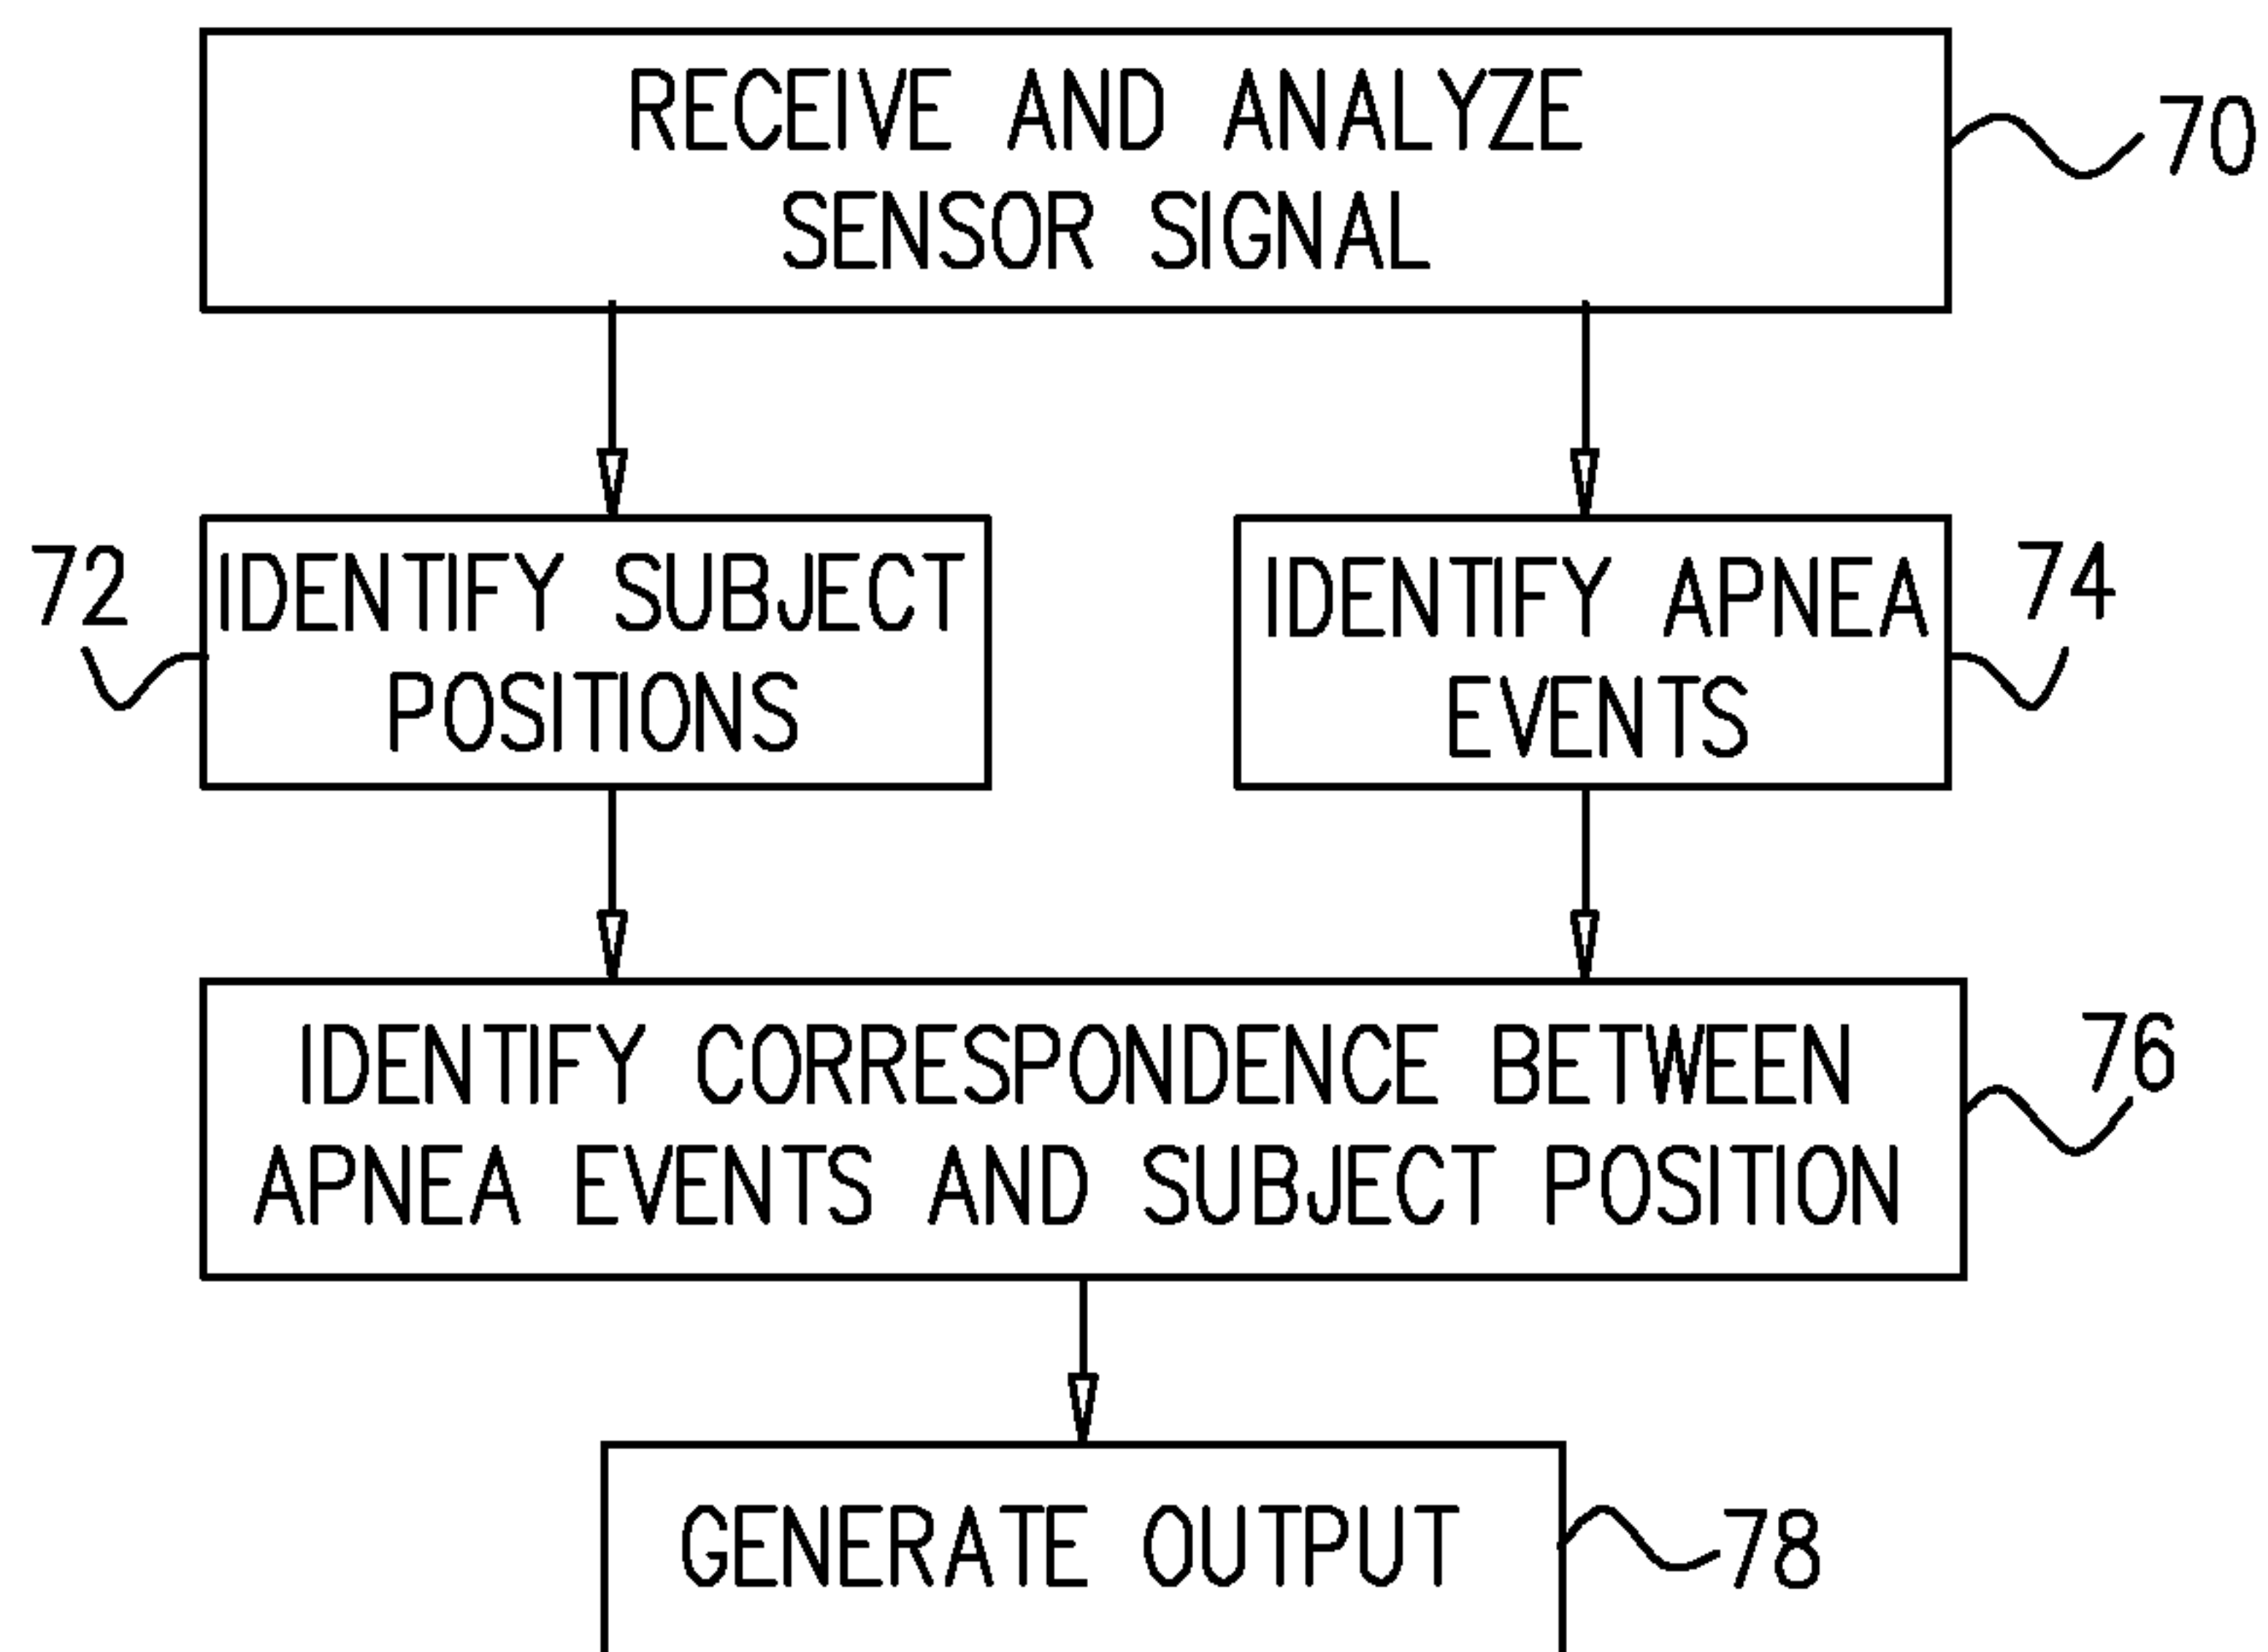 RECEIVE AND ANALYZE
SENSOR SIGNAL
70
72
IDENTIFY SUBJECT
POSITIONS
IDENTIFY APNEA
EVENTS
74
IDENTIFY CORRESPONDENCE BETWEEN
APNEA EVENTS AND SUBJECT POSITION
76
GENERATE OUTPUT
78